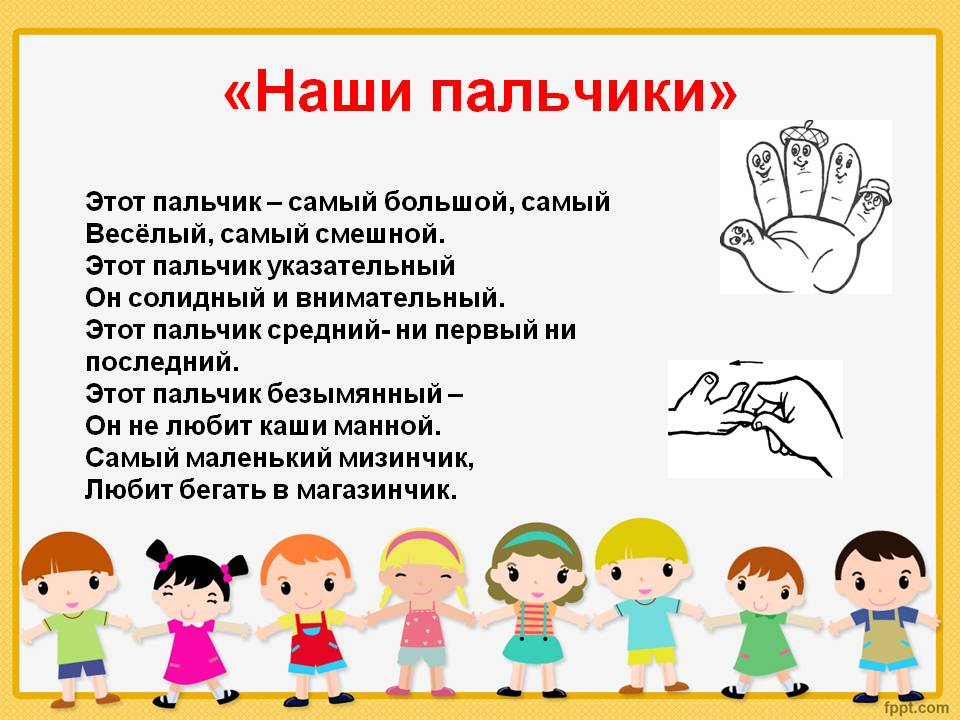 «Наши пальчики»
Этот пальчик – самый большой, самый
Весёлый, самый смешной.
Этот пальчик указательный
Он солидный и внимательный.
Этот пальчик средний- ни первый ни
последний.
Этот пальчик безымянный –
Он не любит каши манной.
Самый маленький мизинчик,
Любит бегать в магазинчик.
fppt.com